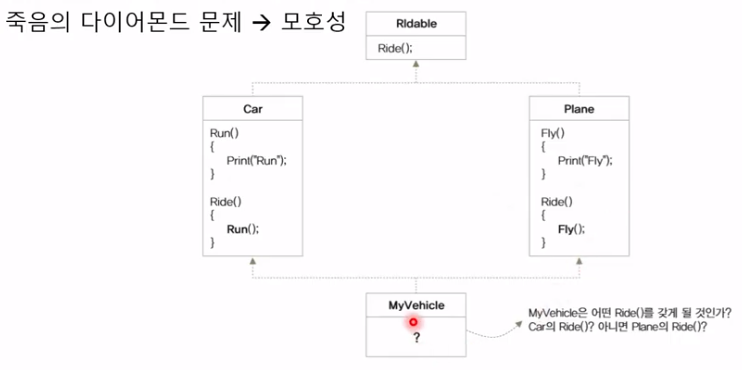 죽음의 다이어몬드 문제 → 모호성
RIdable
Ride();
Car
Run()
{
Print("Run");
}
Ride()
{
Run();
}
Plane
Fly()
{
Print("Fly");
}
Ride()
{
Fly();
}
MyVehicle
?
MyVehicle은 어떤 Ride()를 갖게 될 것인가?
Car의 Ride()? 아니면 Plane의 Ride()?